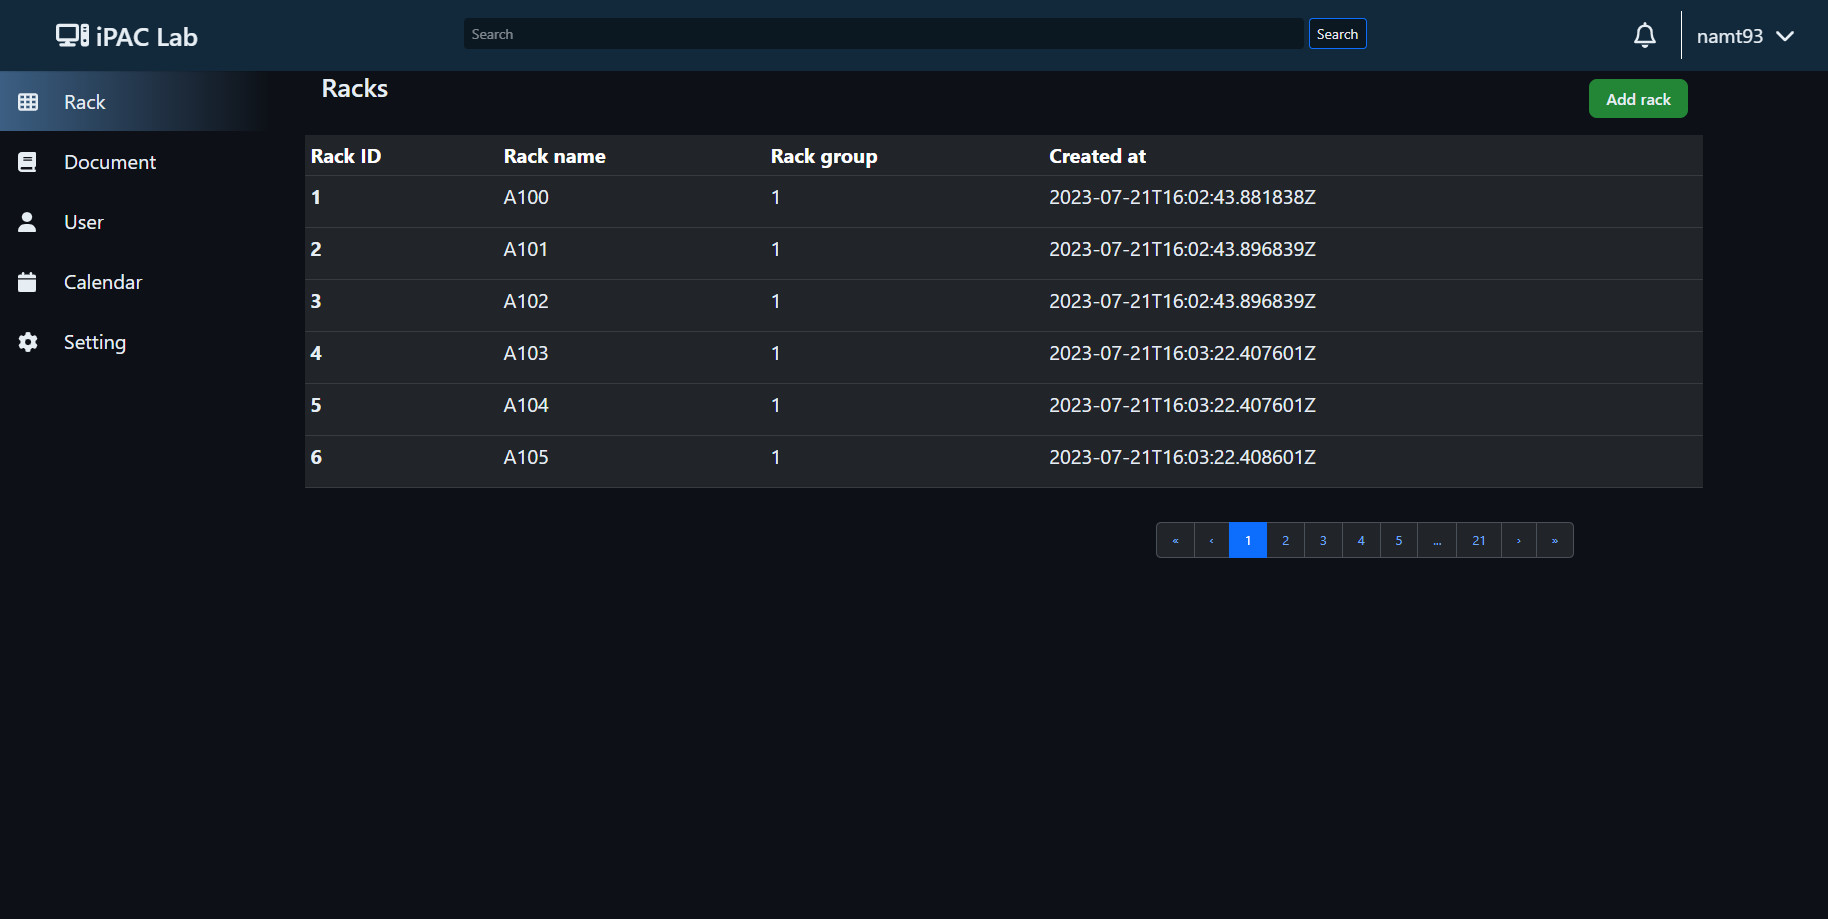 iPAC Lab
Search
Search
namt93
Rack
Document
User
Calendar
Setting
Racks
Add rack
Rack ID Rack name Rack group Created at
1 A100 1 2023-07-21T16:02:43.881838Z
2 A101 1 2023-07-21T16:02:43.896839Z
3 A102 1 2023-07-21T16:02:43.896839Z
4 A103 1 2023-07-21T16:03:22.407601Z
5 A104 1 2023-07-21T16:03:22.407601Z
6 A105 1 2023-07-21T16:03:22.408601Z
« ‹ 1 2 3 4 5 ... 21 › »